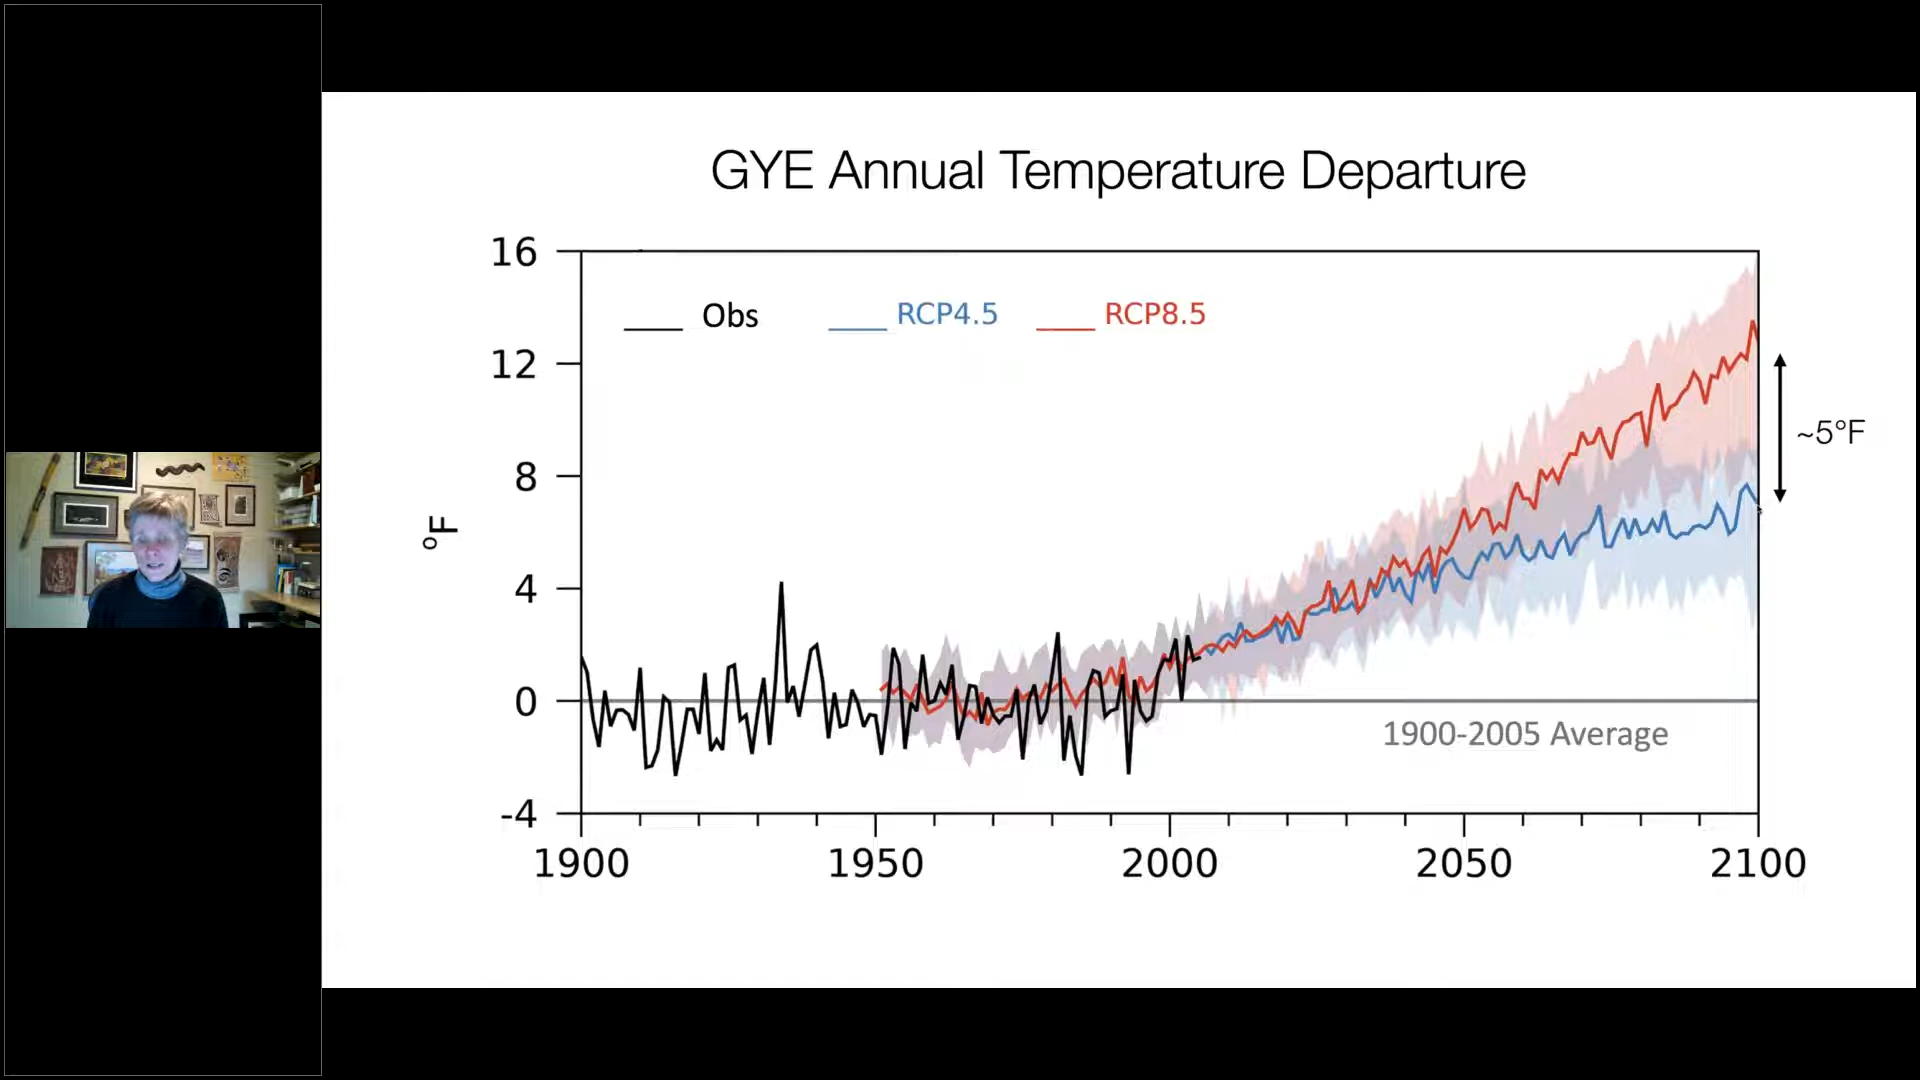 GYE Annual Temperature Departure
16
12
8
4
0
-4
°F
Obs
RCP4.5
RCP8.5
~5°F
1900-2005 Average
1900
1950
2000
2050
2100